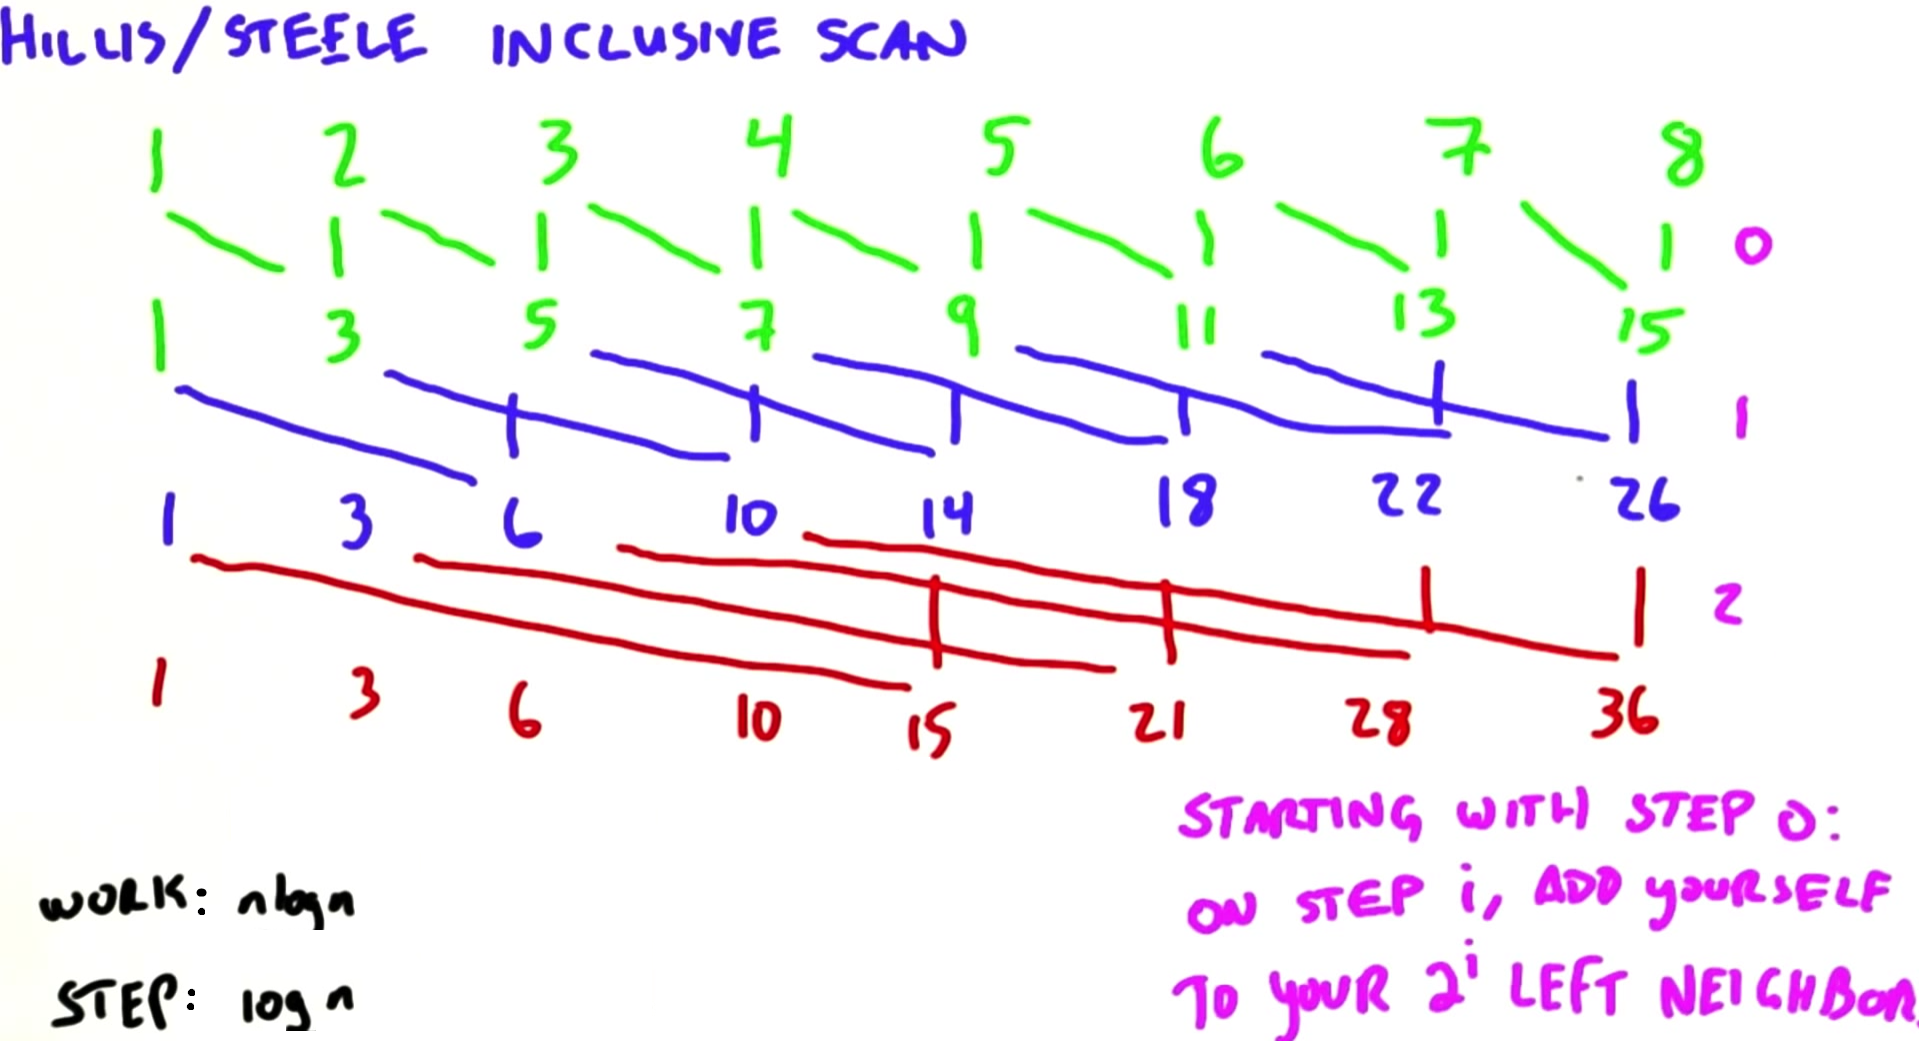 HILLIS/STEELE INCLUSIVE SCAN
1 2 3 4 5 6 7 8
0
1 3 5 7 9 11 13 15
1
1 3 6 10 14 18 22 26
2
1 3 6 10 15 21 28 36
STARTING WITH STEP 0:
WORK: n log n
ON STEP i, ADD YOURSELF
STEP: log n
TO YOUR 2^i LEFT NEIGHBOR.